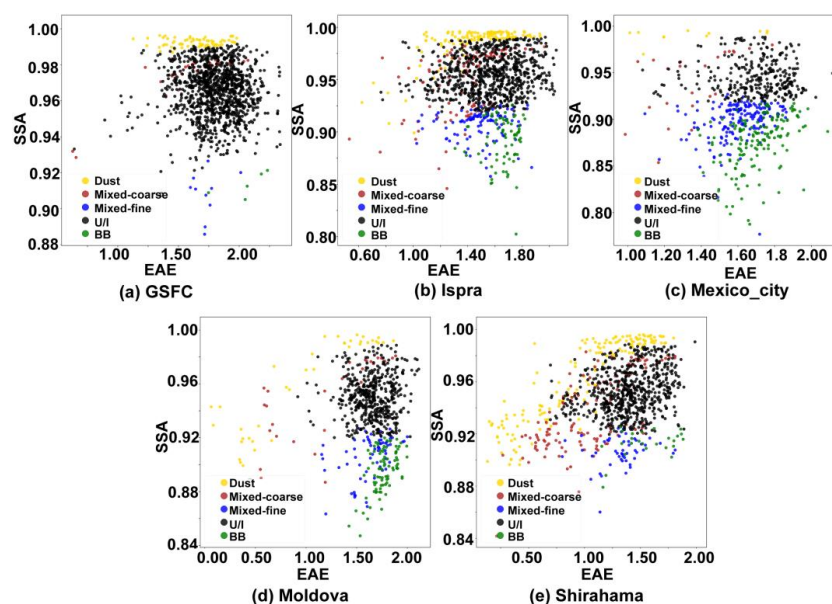 1.00
0.98
0.96
0.94
0.92
0.90
0.88
SSA
Dust
Mixed-coarse
Mixed-fine
U/I
BB
1.00 1.50 2.00
EAE
(a) GSFC
1.00
0.95
0.90
0.85
0.80
SSA
Dust
Mixed-coarse
Mixed-fine
U/I
BB
0.60 1.00 1.40 1.80
EAE
(b) Ispra
1.00
0.95
0.90
0.85
0.80
SSA
Dust
Mixed-coarse
Mixed-fine
U/I
BB
1.00 1.20 1.40 1.60 1.80 2.00
EAE
(c) Mexico_city
1.00
0.96
0.92
0.88
0.84
SSA
Dust
Mixed-coarse
Mixed-fine
U/I
BB
0.00 0.50 1.00 1.50 2.00
EAE
(d) Moldova
1.00
0.96
0.92
0.88
0.84
SSA
Dust
Mixed-coarse
Mixed-fine
U/I
BB
0.50 1.00 1.50 2.00
EAE
(e) Shirahama